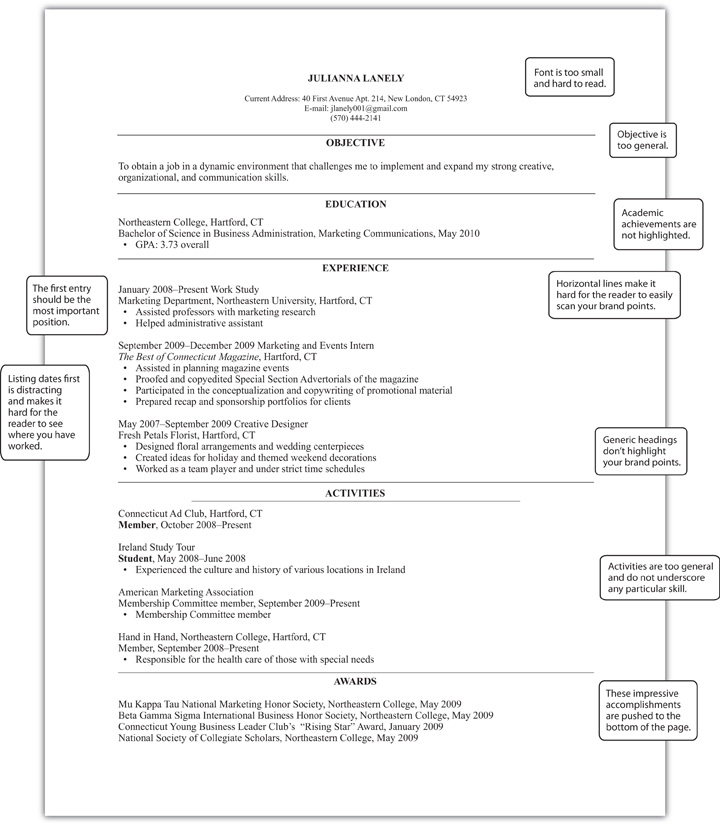 JULIANNA LANELY
Font is too small
and hard to read.
Current Address: 40 First Avenue Apt. 214, New London, CT 54923
E-mail: jlanely001@gmail.com
(570) 444-2141
Objective is
too general.
OBJECTIVE
To obtain a job in a dynamic environment that challenges me to implement and expand my strong creative,
organizational, and communication skills.
EDUCATION
Academic
achievements are
not highlighted.
Northeastern College, Hartford, CT
Bachelor of Science in Business Administration, Marketing Communications, May 2010
• GPA: 3.73 overall
EXPERIENCE
Horizontal lines make it
hard for the reader to easily
scan your brand points.
The first entry
should be the
most important
position.
January 2008–Present Work Study
Marketing Department, Northeastern University, Hartford, CT
• Assisted professors with marketing research
• Helped administrative assistant
Listing dates first
is distracting
and makes it
hard for the
reader to see
where you have
worked.
September 2009–December 2009 Marketing and Events Intern
The Best of Connecticut Magazine, Hartford, CT
• Assisted in planning magazine events
• Proofed and copyedited Special Section Advertorials of the magazine
• Participated in the conceptualization and copywriting of promotional material
• Prepared recap and sponsorship portfolios for clients
May 2007–September 2009 Creative Designer
Fresh Petals Florist, Hartford, CT
• Designed floral arrangements and wedding centerpieces
• Created ideas for holiday and themed weekend decorations
• Worked as a team player and under strict time schedules
Generic headings
don't highlight
your brand points.
ACTIVITIES
Connecticut Ad Club, Hartford, CT
Member, October 2008–Present
Ireland Study Tour
Student, May 2008–June 2008
• Experienced the culture and history of various locations in Ireland
Activities are too general
and do not underscore
any particular skill.
American Marketing Association
Membership Committee member, September 2009–Present
• Membership Committee member
Hand in Hand, Northeastern College, Hartford, CT
Member, September 2008–Present
• Responsible for the health care of those with special needs
AWARDS
These impressive
accomplishments
are pushed to the
bottom of the page.
Mu Kappa Tau National Marketing Honor Society, Northeastern College, May 2009
Beta Gamma Sigma International Business Honor Society, Northeastern College, May 2009
Connecticut Young Business Leader Club's “Rising Star” Award, January 2009
National Society of Collegiate Scholars, Northeastern College, May 2009